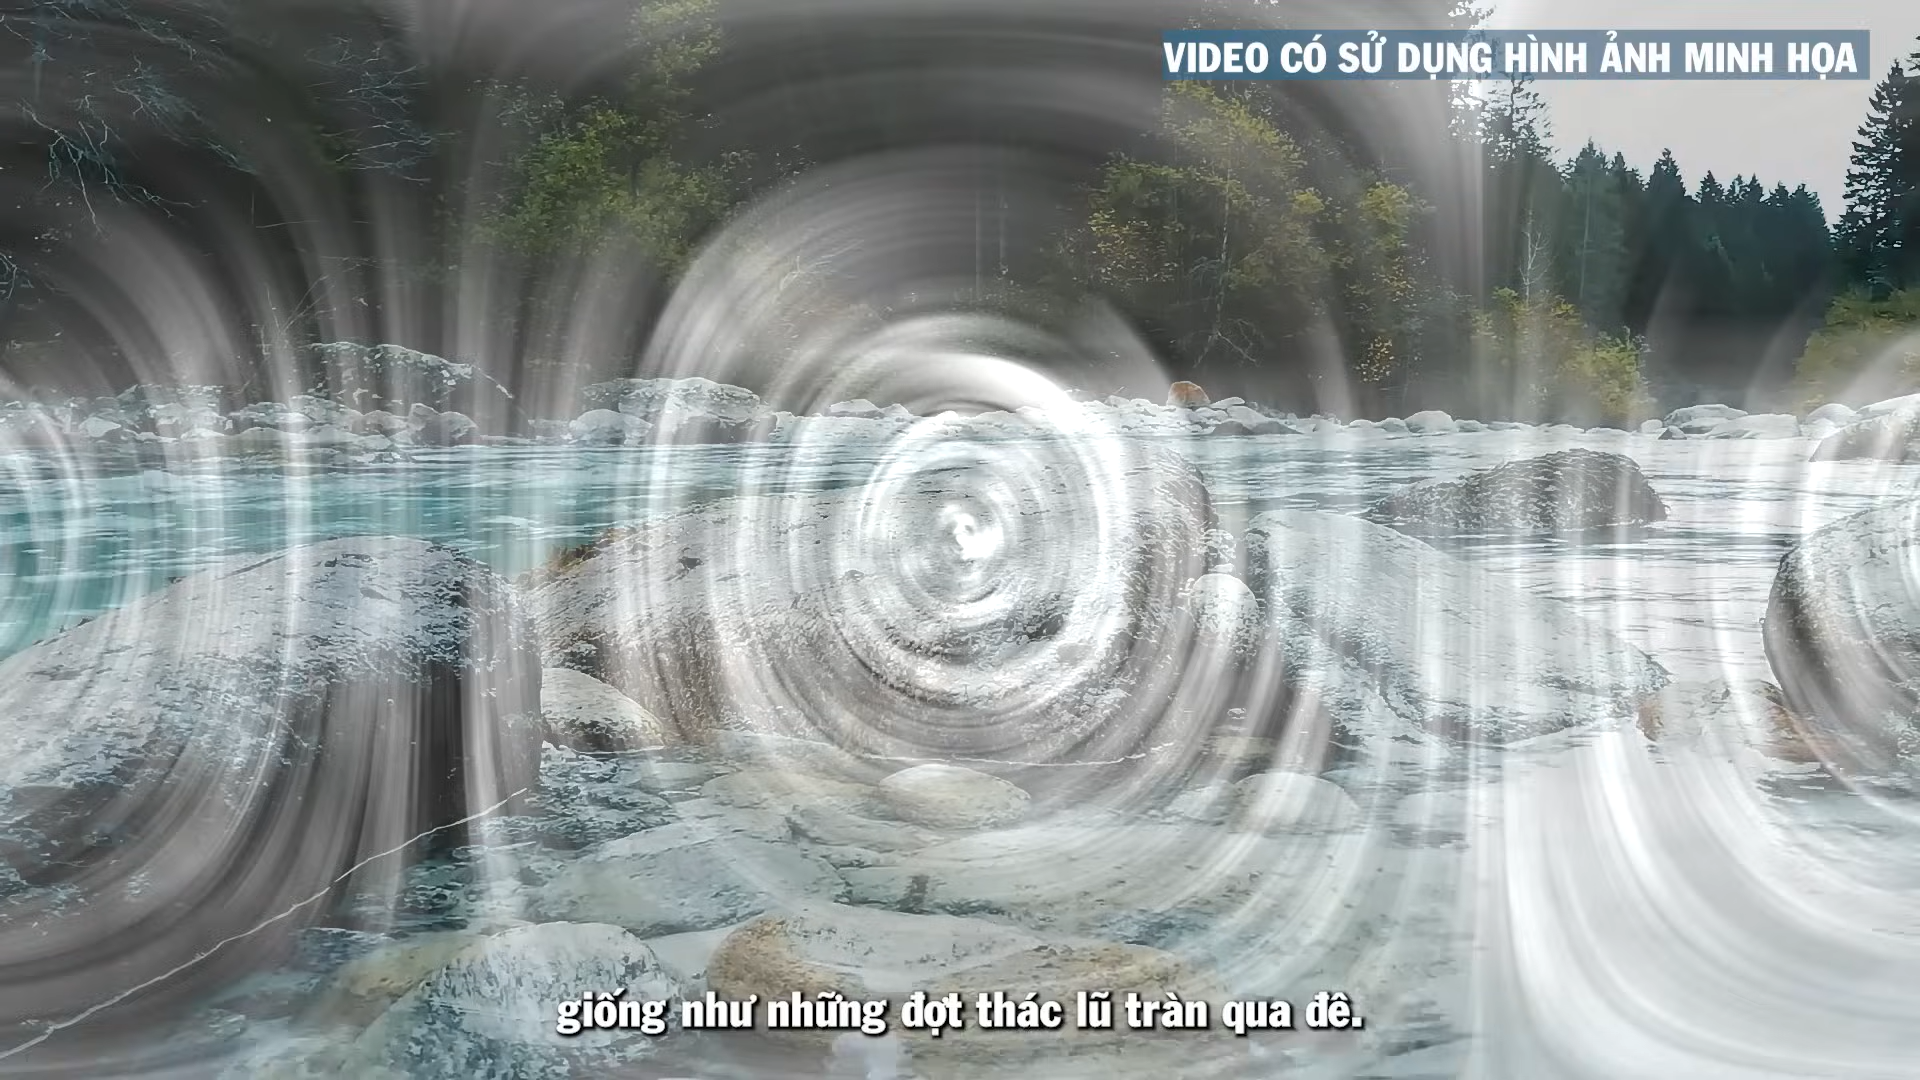 VIDEO CÓ SỬ DỤNG HÌNH ẢNH MINH HỌA
giống như những đợt thác lũ tràn qua đê.